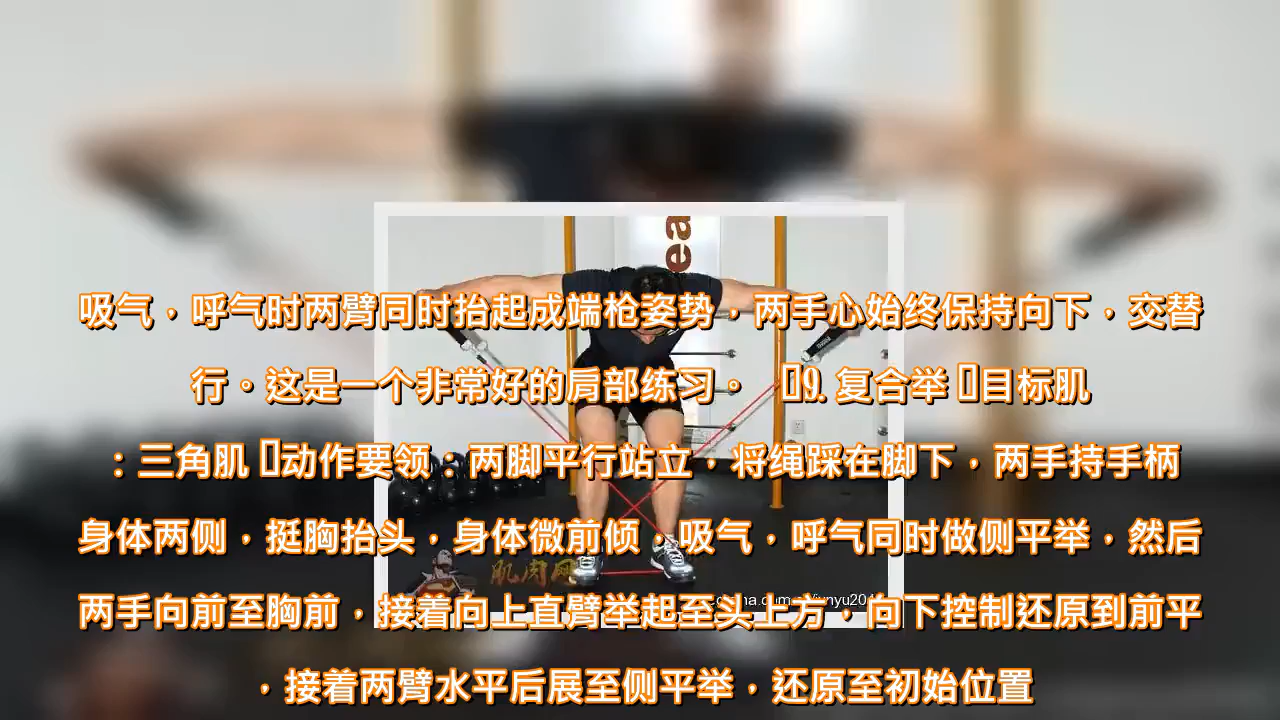 ea
吸气，呼气时两臂同时抬起成端枪姿势，两手心始终保持向下，交替
行。这是一个非常好的肩部练习。 9. 复合举 目标肌
：三角肌 动作要领：两脚平行站立，将绳踩在脚下，两手持手柄
身体两侧，挺胸抬头，身体微前倾，吸气，呼气同时做侧平举，然后
两手向前至胸前，接着向上直臂举起至头上方，向下控制还原到前平
，接着两臂水平后展至侧平举，还原至初始位置
肌肉网